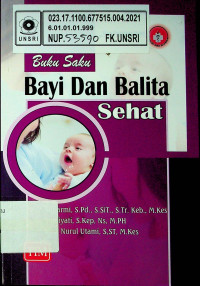 023.17.1100.677515.004.2021
6.01.01.01.999
UNSRI
NUP.53590 FK.UNSRI
Buku Saku
Bayi Dan Balita
Sehat
S.Pd., S.SiT., S.Tr. Keb., M.Kes
S.Kep, Ns, M.PH
Nurul Utami, S.ST, M.Kes